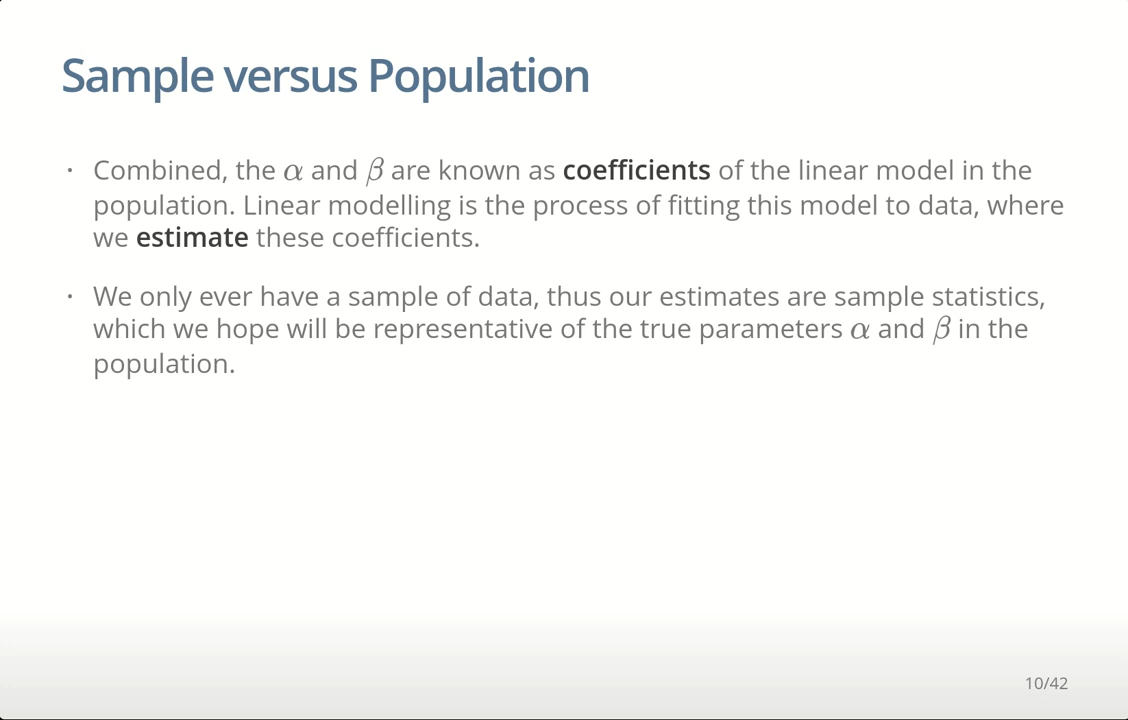 Sample versus Population
· Combined, the α and β are known as coefficients of the linear model in the
population. Linear modelling is the process of fitting this model to data, where
we estimate these coefficients.
· We only ever have a sample of data, thus our estimates are sample statistics,
which we hope will be representative of the true parameters α and β in the
population.
10/42